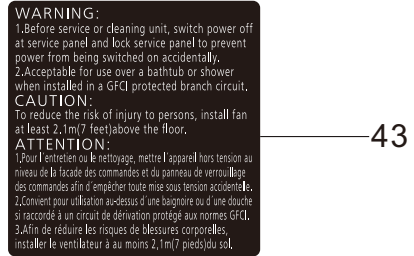 WARNING:
1.Before service or cleaning unit, switch power off
at service panel and lock service panel to prevent
power from being switched on accidentally.
2.Acceptable for use over a bathtub or shower
when installed in a GFCI protected branch circuit.
CAUTION:
To reduce the risk of injury to persons, install fan
at least 2.1m(7 feet)above the floor.
ATTENTION:
1.Pour l'entretien ou le nettoyage, mettre l'appareil hors tension au
niveau de la facade des commandes et du panneau de verrouillage
des commandes afin d'empêcher toute mise sous tension accidentelle.
2.Convient pour utilisation au-dessus d'une baignoire ou d'une douche
si raccordé à un circuit de dérivation protégé aux normes GFCI.
3.Afin de réduire les risques de blessures corporelles,
installer le ventilateur à au moins 2,1m(7 pieds)du sol.
43